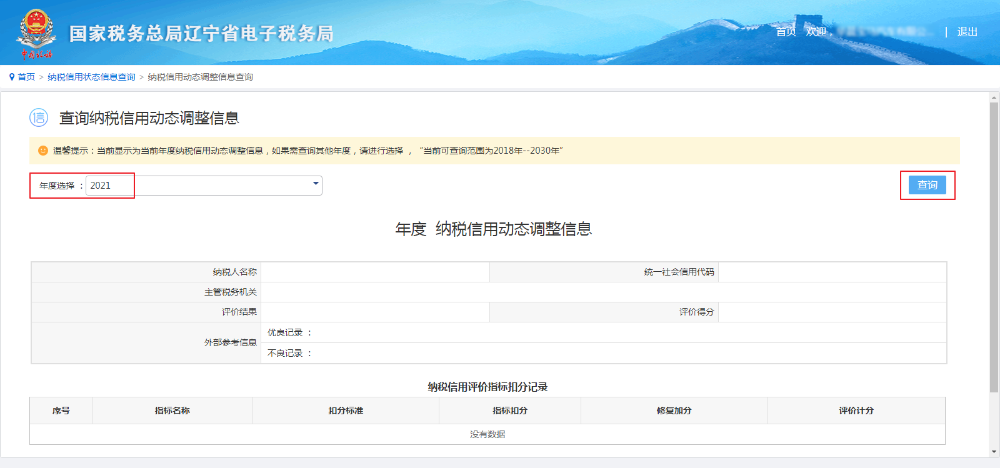 国家税务总局辽宁省电子税务局
中国税务
首页 欢迎, | 退出
首页 > 纳税信用状态信息查询 > 纳税信用动态调整信息查询
信 查询纳税信用动态调整信息
温馨提示：当前显示为当前年度纳税信用动态调整信息，如果需查询其他年度，请进行选择 ，“当前可查询范围为2018年--2030年”
年度选择 ： 2021 查询
年度 纳税信用动态调整信息
纳税人名称 统一社会信用代码
主管税务机关
评价结果 评价得分
外部参考信息
优良记录 ：
不良记录 ：
纳税信用评价指标扣分记录
序号 指标名称 扣分标准 指标扣分 修复加分 评价计分
没有数据